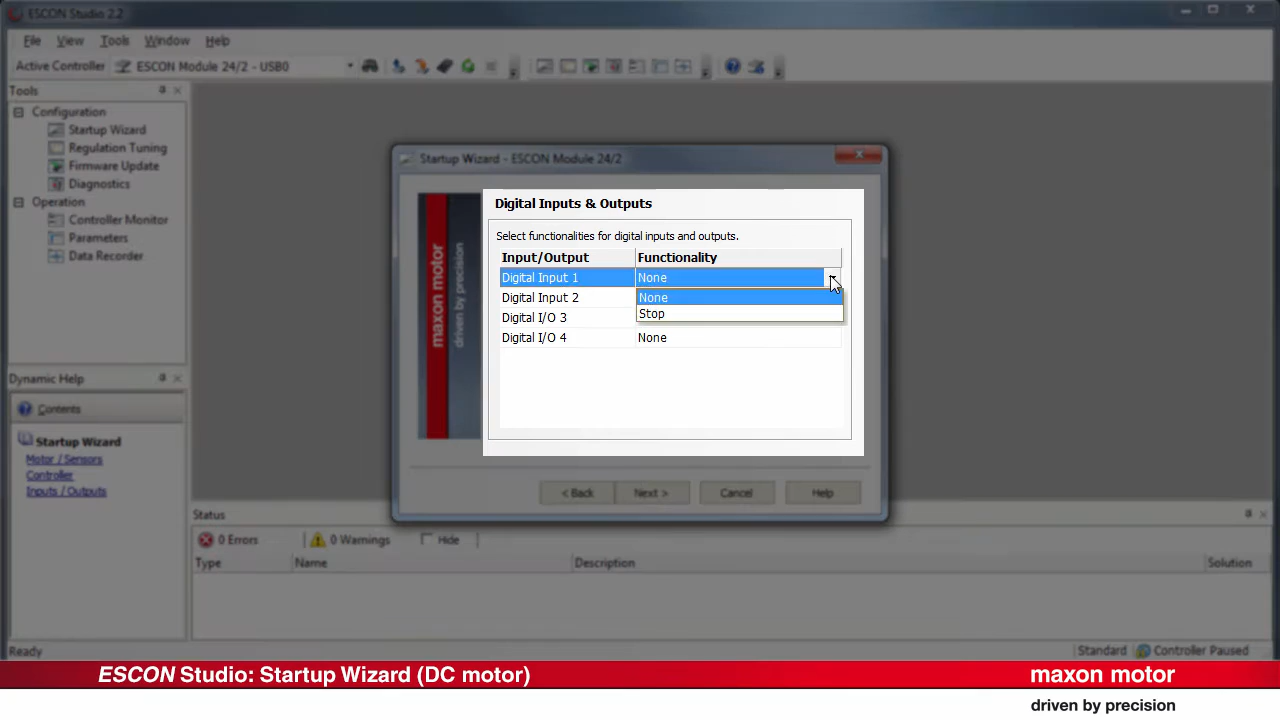 ESCON Studio 2.2
File View Tools Window Help
Active Controller ESCON Module 24/2 - USB0
Tools
Configuration
Startup Wizard
Regulation Tuning
Firmware Update
Diagnostics
Operation
Controller Monitor
Parameters
Data Recorder
Dynamic Help
Contents
Startup Wizard
Motor / Sensors
Controller
Inputs / Outputs
Startup Wizard - ESCON Module 24/2
maxon motor
driven by precision
Digital Inputs & Outputs
Select functionalities for digital inputs and outputs.
Input/Output Functionality
Digital Input 1 None
None
Digital Input 2
Stop
Digital I/O 3
Digital I/O 4 None
< Back Next > Cancel Help
Status
0 Errors 0 Warnings Hide
Type Name Description Solution
Ready Standard Controller Paused
ESCON Studio: Startup Wizard (DC motor) maxon motor
driven by precision